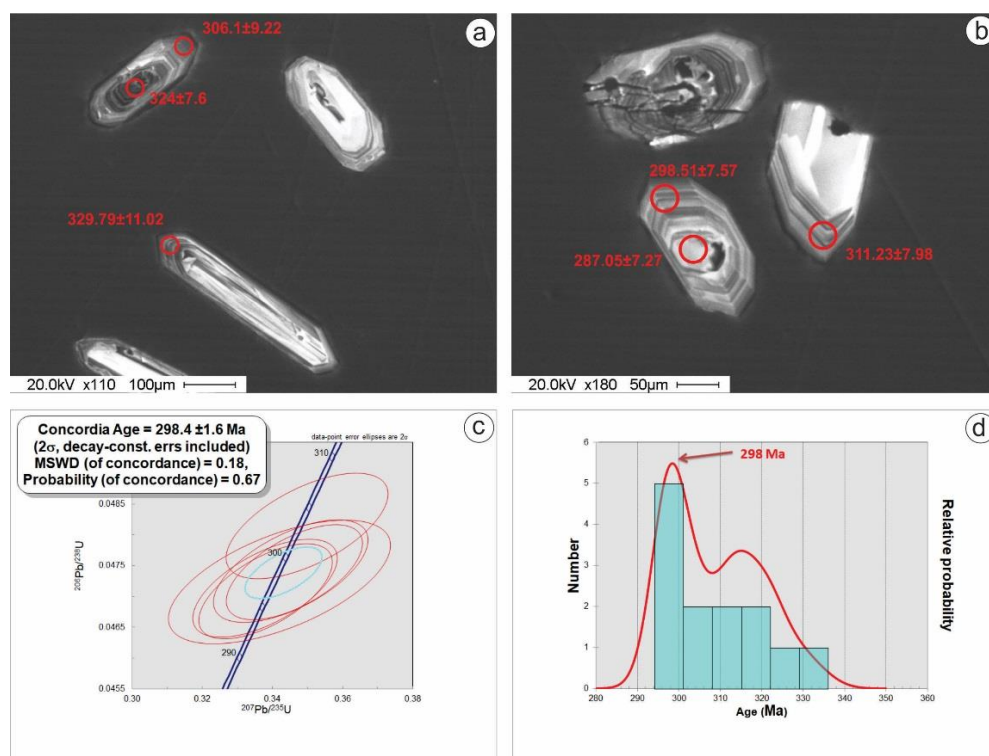 306.1±9.22
a
324±7.6
329.79±11.02
20.0kV x110 100µm
b
298.51±7.57
287.05±7.27
311.23±7.98
20.0kV x180 50µm
Concordia Age = 298.4 ±1.6 Ma
(2σ, decay-const. errs included)
MSWD (of concordance) = 0.18,
Probability (of concordance) = 0.67
data-point error ellipses are 2σ
c
310
300
290
0.0485
0.0475
0.0465
0.0455
²⁰⁶Pb/²³⁸U
0.30 0.32 0.34 0.36 0.38
²⁰⁷Pb/²³⁵U
d
298 Ma
6
5
4
3
2
1
0
Number
Relative probability
280 290 300 310 320 330 340 350 360
Age (Ma)